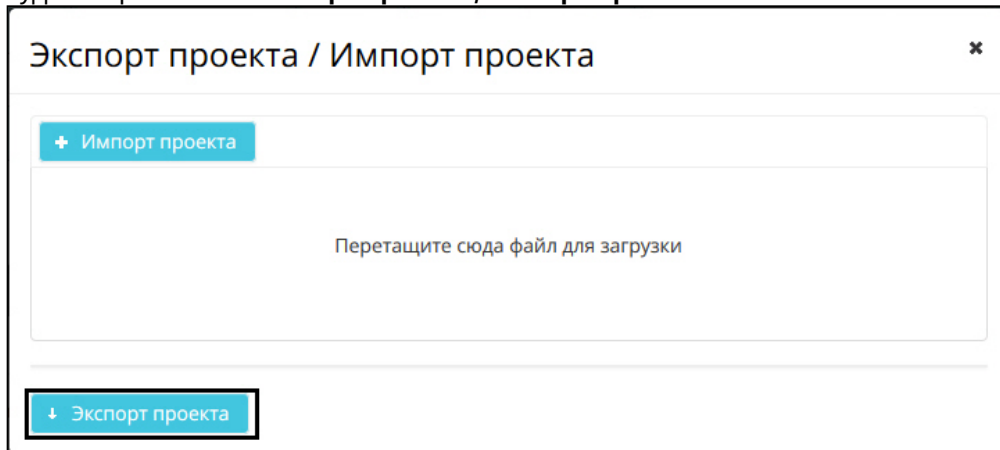 Экспорт проекта / Импорт проекта
Импорт проекта
Перетащите сюда файл для загрузки
Экспорт проекта